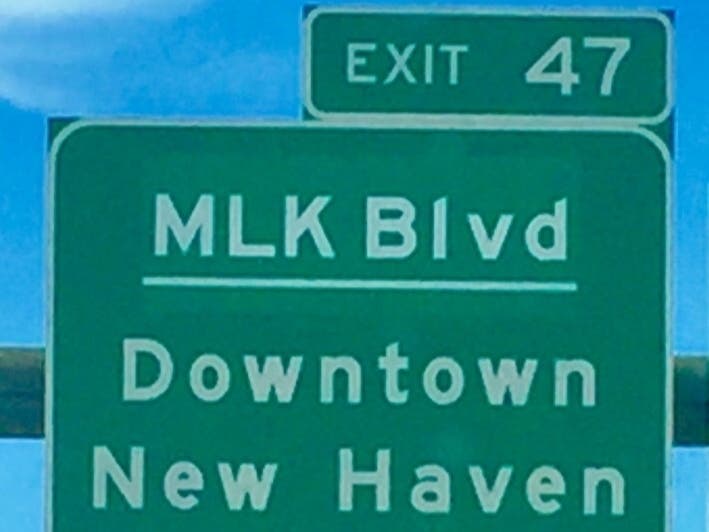 EXIT 47
MLK Blvd
Downtown
New Haven